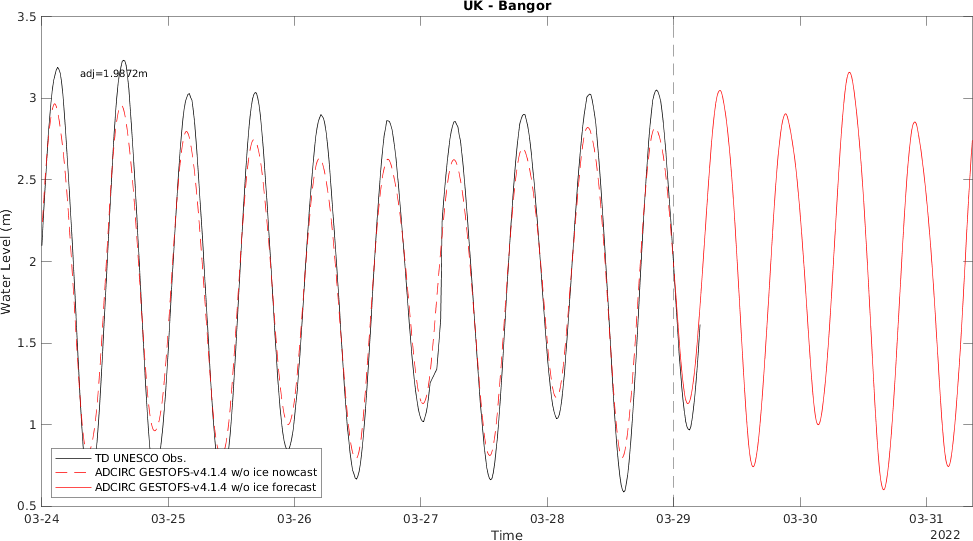 UK - Bangor
3.5
adj=1.9872m
3
2.5
Water Level (m)
2
1.5
1
0.5
TD UNESCO Obs.
ADCIRC GESTOFS-v4.1.4 w/o ice nowcast
ADCIRC GESTOFS-v4.1.4 w/o ice forecast
03-24 03-25 03-26 03-27 03-28 03-29 03-30 03-31
Time
2022